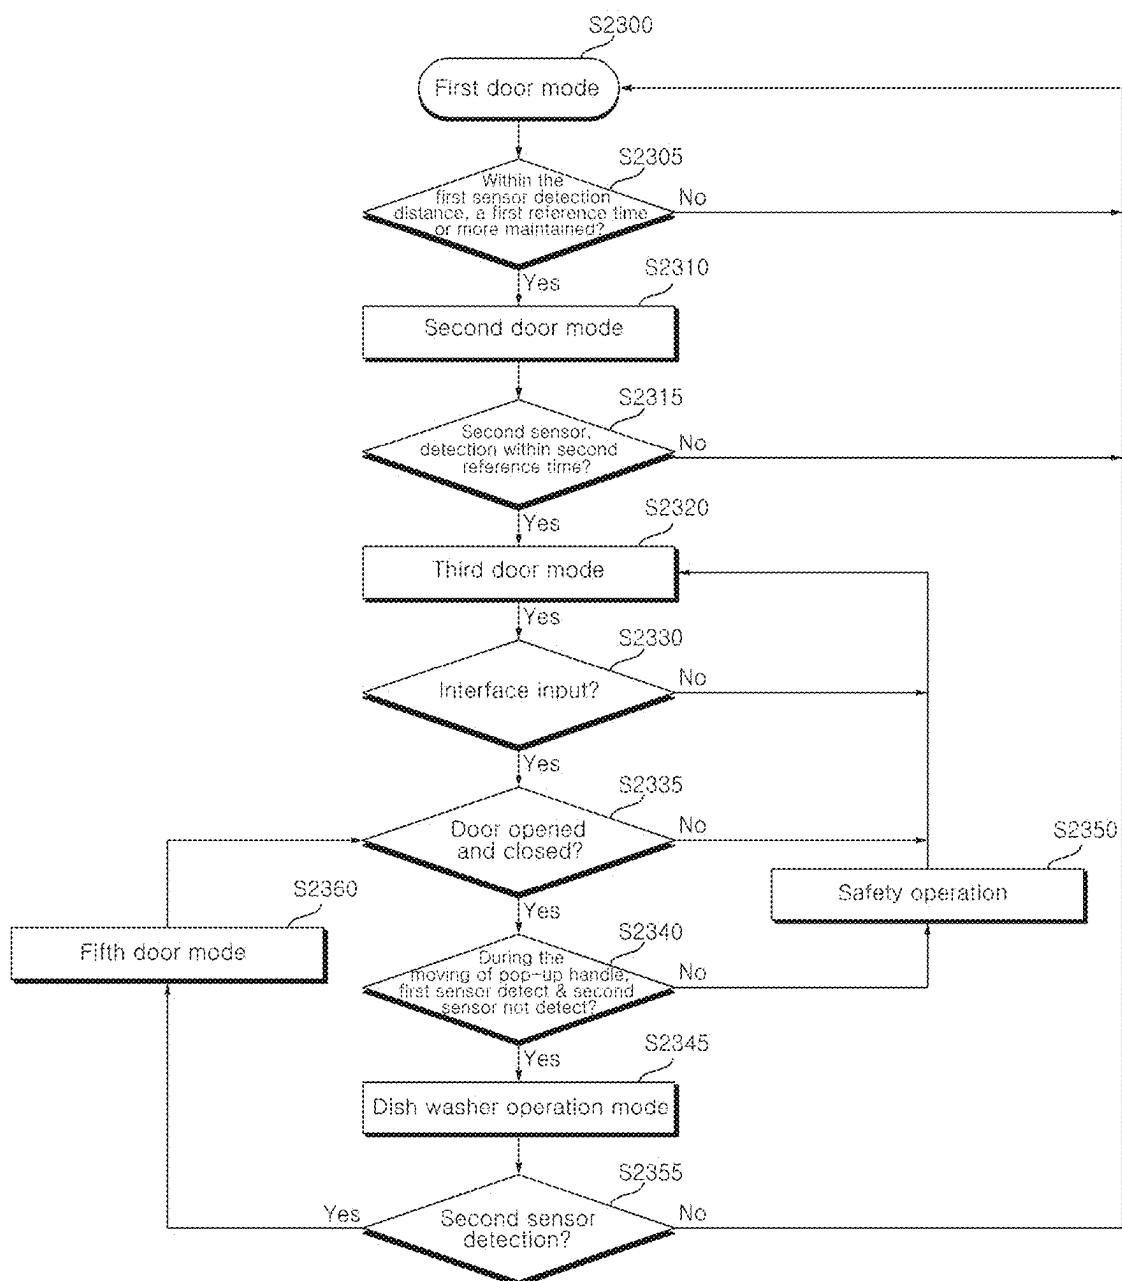 S2300
First door mode
S2305
Within the
first sensor detection
distance, a first reference time
or more maintained?
No
Yes
S2310
Second door mode
S2315
Second sensor,
detection within second
reference time?
No
Yes
S2320
Third door mode
Yes
S2330
Interface input?
No
Yes
S2335
Door opened
and closed?
No
S2350
Safety operation
Yes
S2360
Fifth door mode
S2340
During the
moving of pop-up handle,
first sensor detect & second
sensor not detect?
No
Yes
S2345
Dish washer operation mode
S2355
Yes
Second sensor
detection?
No